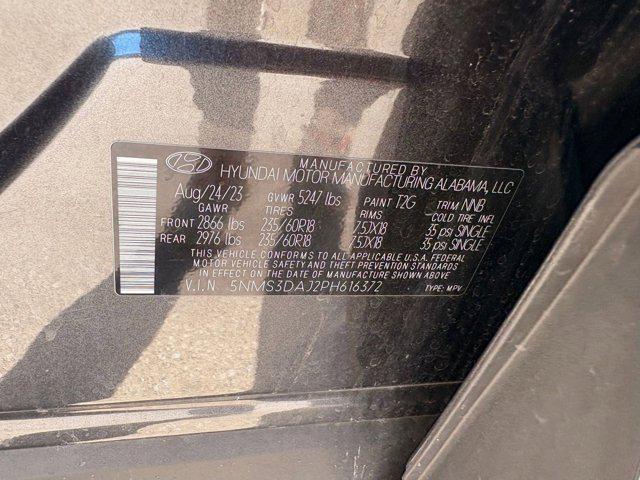 MANUFACTURED BY
HYUNDAI MOTOR MANUFACTURING ALABAMA, LLC
Aug/24/23 GVWR 5247 lbs PAINT T2G TRIM NNB
GAWR TIRES RIMS COLD TIRE INFL
FRONT 2866 lbs 235/60R18 7.5JX18 35 psi SINGLE
REAR 2976 lbs 235/60R18 7.5JX18 35 psi SINGLE
THIS VEHICLE CONFORMS TO ALL APPLICABLE U.S.A. FEDERAL
MOTOR VEHICLE SAFETY AND THEFT PREVENTION STANDARDS
IN EFFECT ON THE DATE OF MANUFACTURE SHOWN ABOVE.
V.I.N 5NMS3DAJ2PH616372 TYPE: MPV